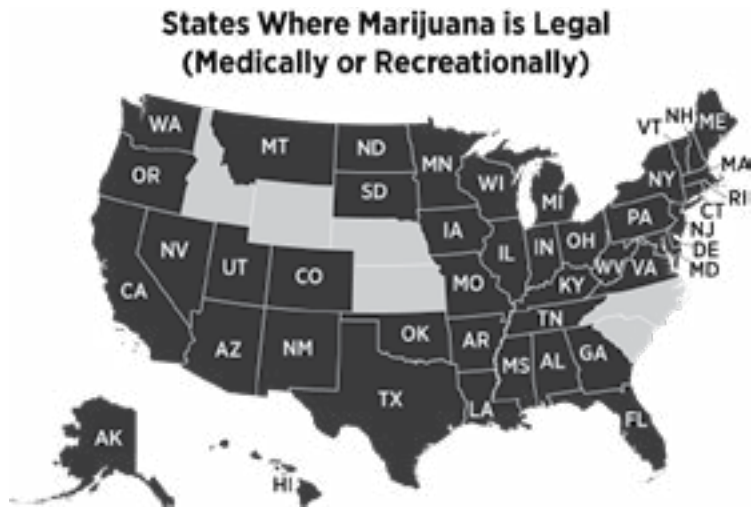 States Where Marijuana is Legal
(Medically or Recreationally)
WA
MT
ND
MN
VT
NH
ME
OR
SD
WI
MI
NY
MA
RI
CT
NV
UT
CO
IA
IL
IN
OH
PA
NJ
DE
MD
CA
MO
KY
WV
VA
AZ
NM
OK
AR
TN
TX
LA
MS
AL
GA
FL
AK
HI